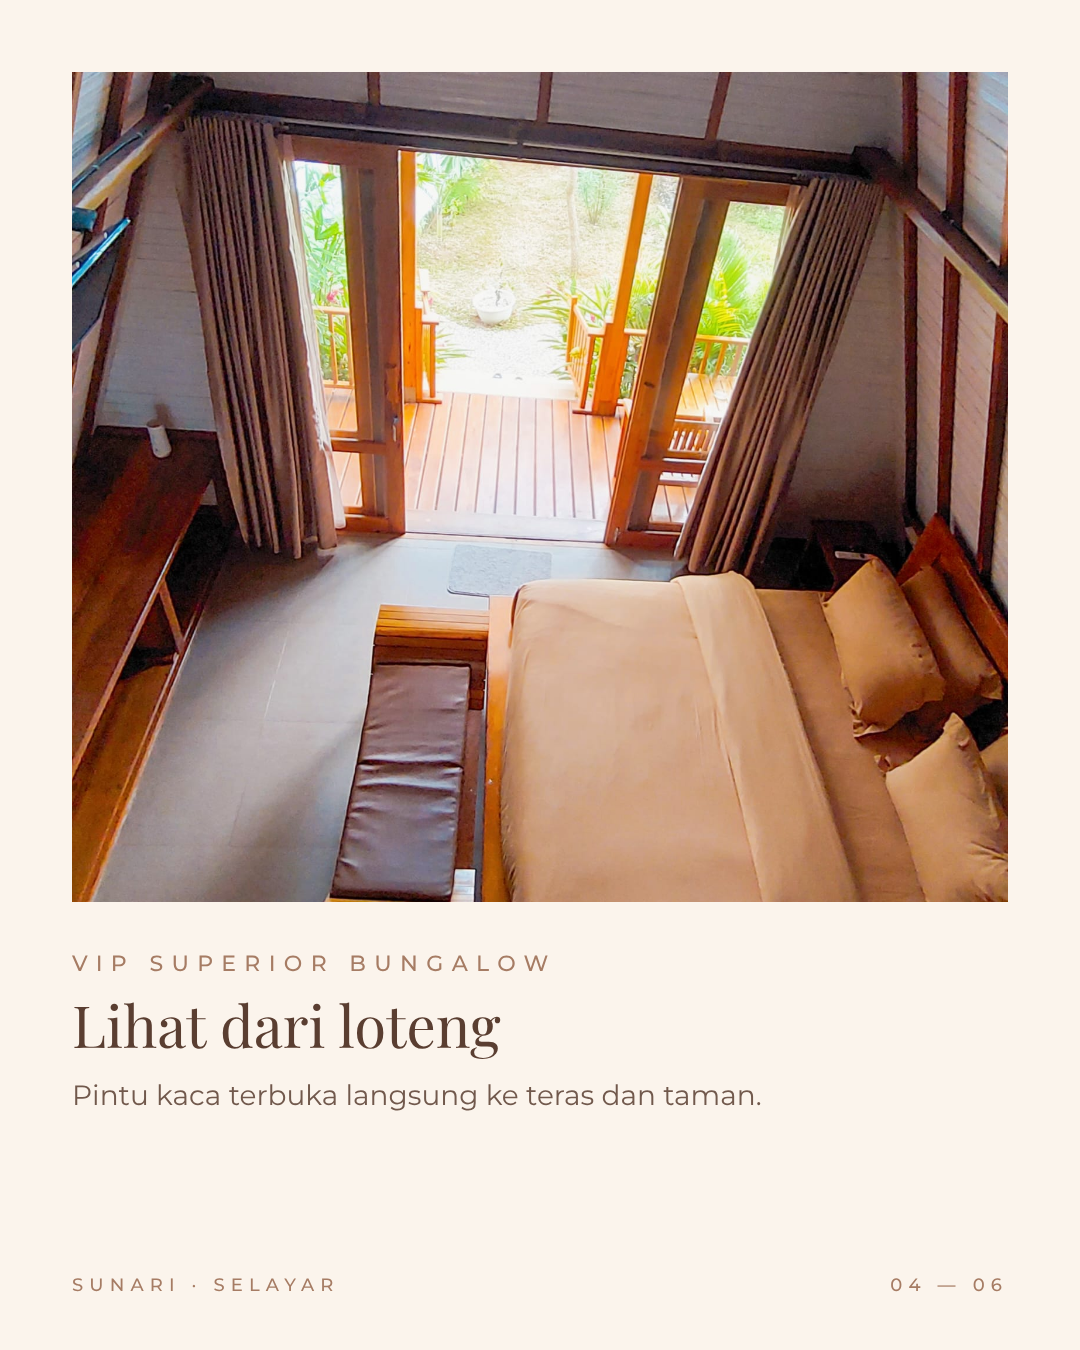 VIP SUPERIOR BUNGALOW
Lihat dari loteng
Pintu kaca terbuka langsung ke teras dan taman.
SUNARI · SELAYAR
04 — 06